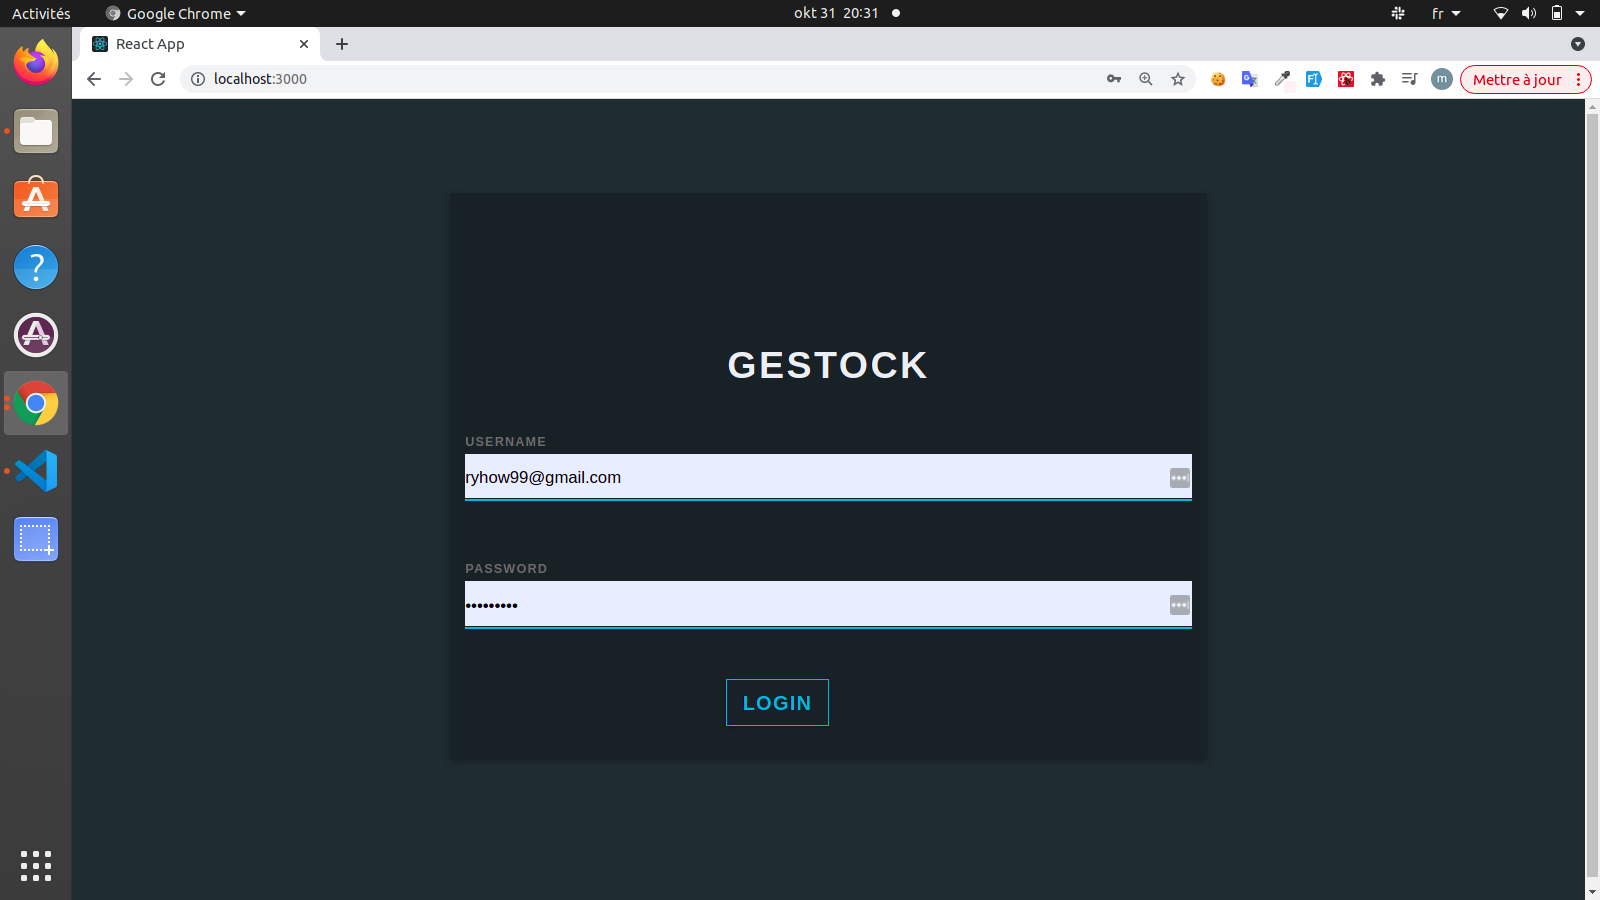 Activités
Google Chrome
okt 31 20:31
fr
React App
localhost:3000
m
Mettre à jour
GESTOCK
USERNAME
ryhow99@gmail.com
PASSWORD
•••••••••
LOGIN